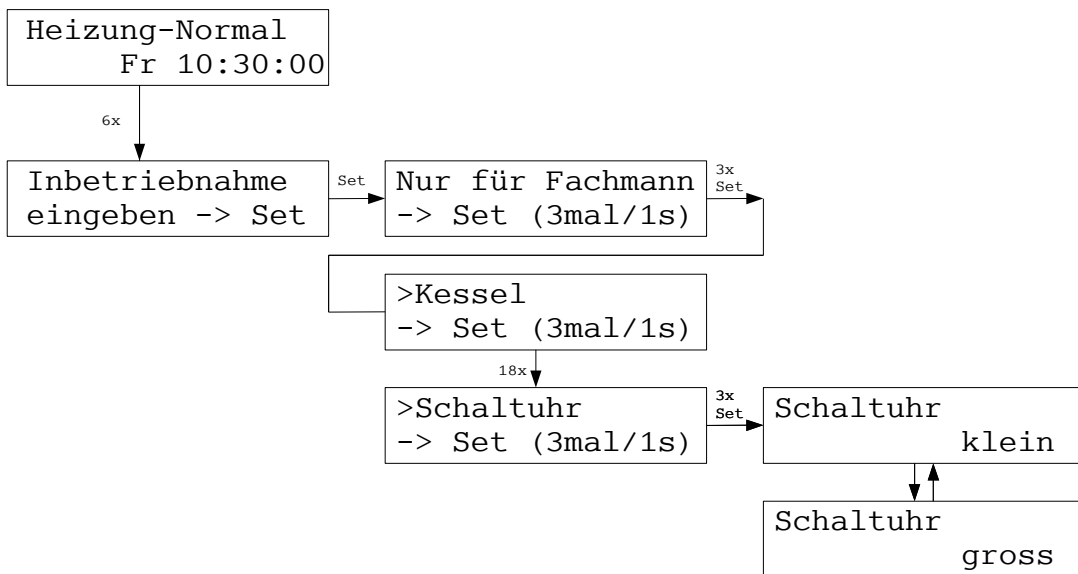 Heizung-Normal
Fr 10:30:00
6x
Inbetriebnahme
eingeben -> Set
Set
Nur für Fachmann
-> Set (3mal/1s)
3x
Set
>Kessel
-> Set (3mal/1s)
18x
>Schaltuhr
-> Set (3mal/1s)
3x
Set
Schaltuhr
klein
Schaltuhr
gross